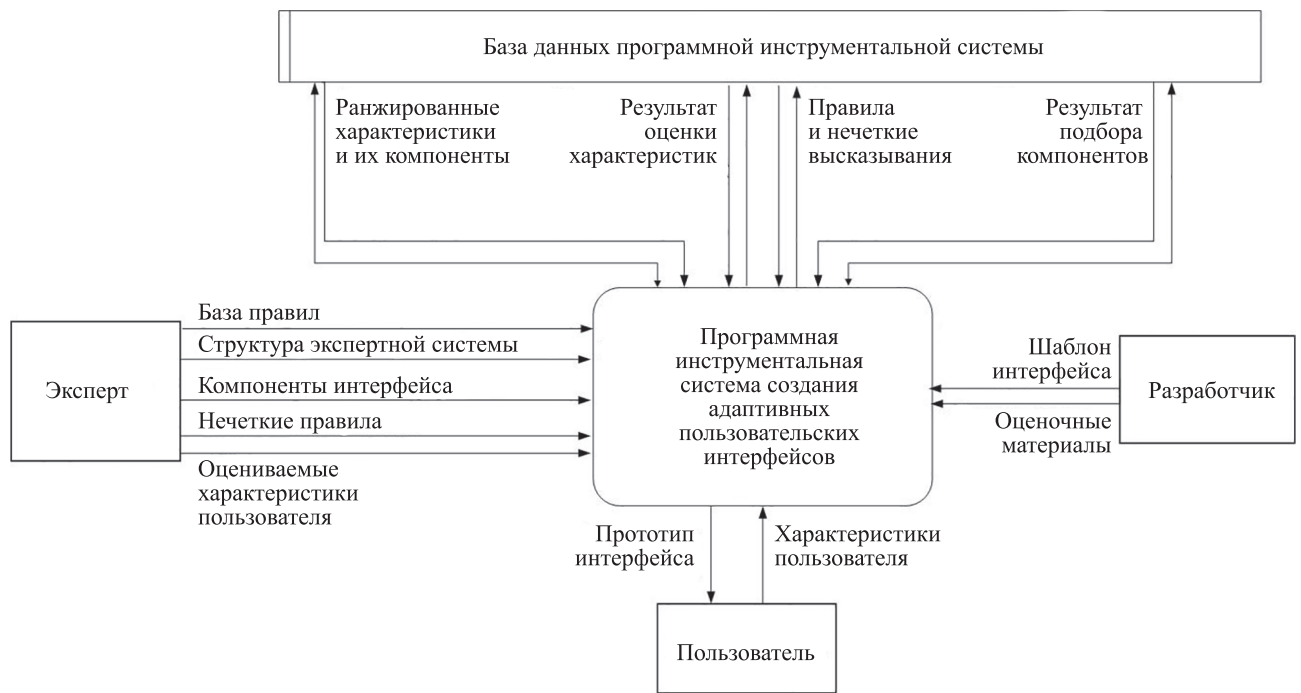 База данных программной инструментальной системы
Ранжированные
характеристики
и их компоненты
Результат
оценки
характеристик
Правила
и нечеткие
высказывания
Результат
подбора
компонентов
Эксперт
База правил
Структура экспертной системы
Компоненты интерфейса
Нечеткие правила
Оцениваемые
характеристики
пользователя
Программная
инструментальная
система создания
адаптивных
пользовательских
интерфейсов
Шаблон
интерфейса
Оценочные
материалы
Разработчик
Прототип
интерфейса
Характеристики
пользователя
Пользователь